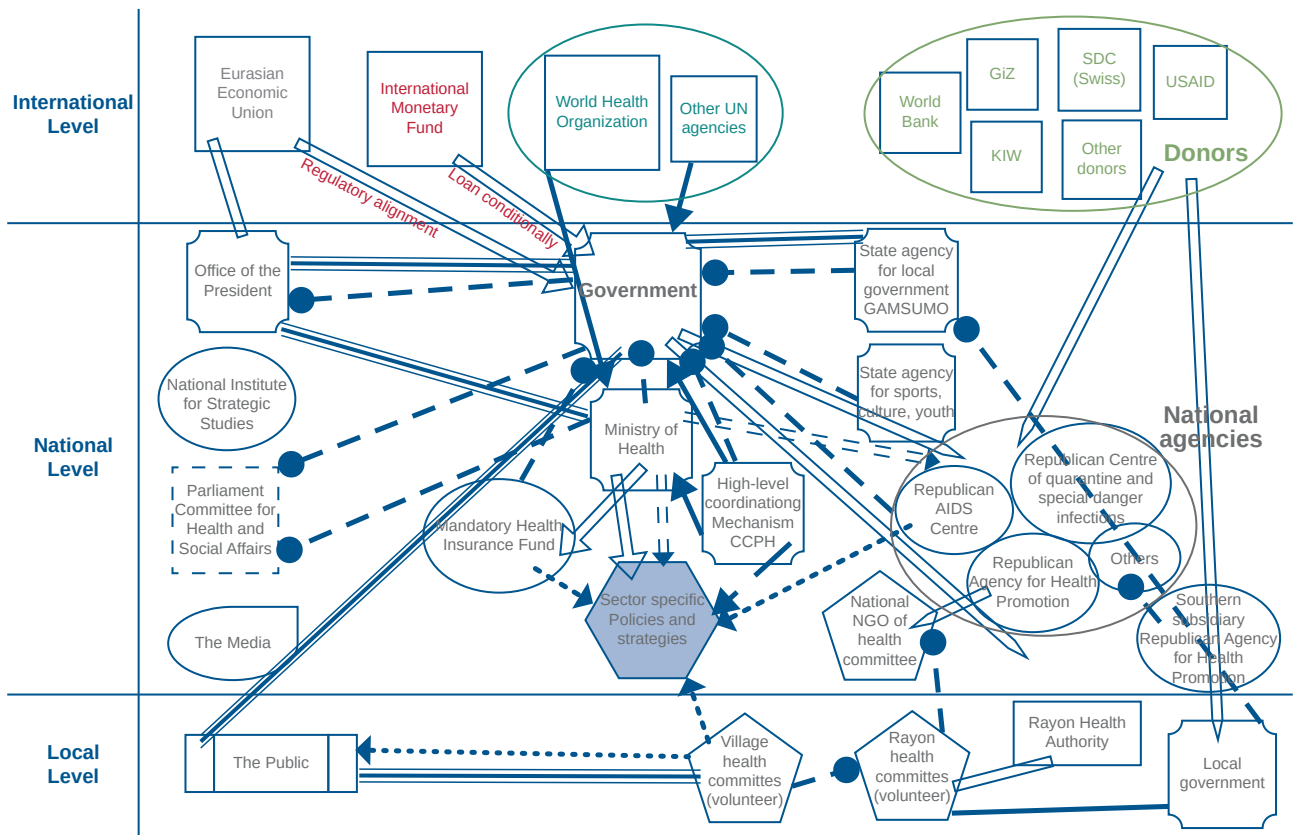 International
Level
Eurasian
Economic
Union
International
Monetary
Fund
World Health
Organization
Other UN
agencies
World
Bank
GiZ
SDC
(Swiss)
USAID
KIW
Other
donors
Donors
Regulatory alignment
Loan conditionally
National
Level
Office of the
President
Government
State agency
for local
government
GAMSUMO
National Institute
for Strategic
Studies
State agency
for sports,
culture, youth
Ministry of
Health
National
agencies
Parliament
Committee for
Health and
Social Affairs
Mandatory Health
Insurance Fund
High-level
coordinationg
Mechanism
CCPH
Republican
AIDS
Centre
Republican Centre
of quarantine and
special danger
infections
Others
Republican
Agency for Health
Promotion
The Media
Sector specific
Policies and
strategies
National
NGO of
health
committee
Southern
subsidiary
Republican Agency
for Health
Promotion
Local
Level
The Public
Village
health
committes
(volunteer)
Rayon
health
committes
(volunteer)
Rayon Health
Authority
Local
government